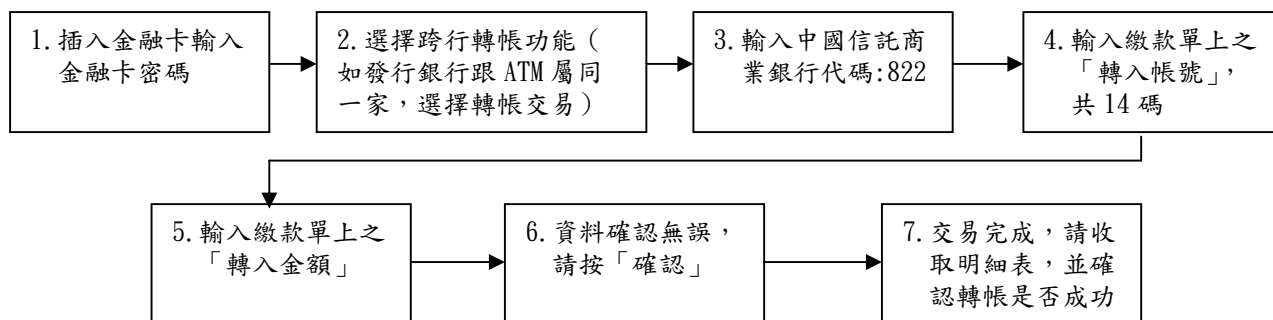 1.插入金融卡輸入
金融卡密碼
2.選擇跨行轉帳功能（
如發行銀行跟 ATM 屬同
一家，選擇轉帳交易）
3.輸入中國信託商
業銀行代碼:822
4.輸入繳款單上之
「轉入帳號」，
共 14 碼
5.輸入繳款單上之
「轉入金額」
6.資料確認無誤，
請按「確認」
7.交易完成，請收
取明細表，並確
認轉帳是否成功